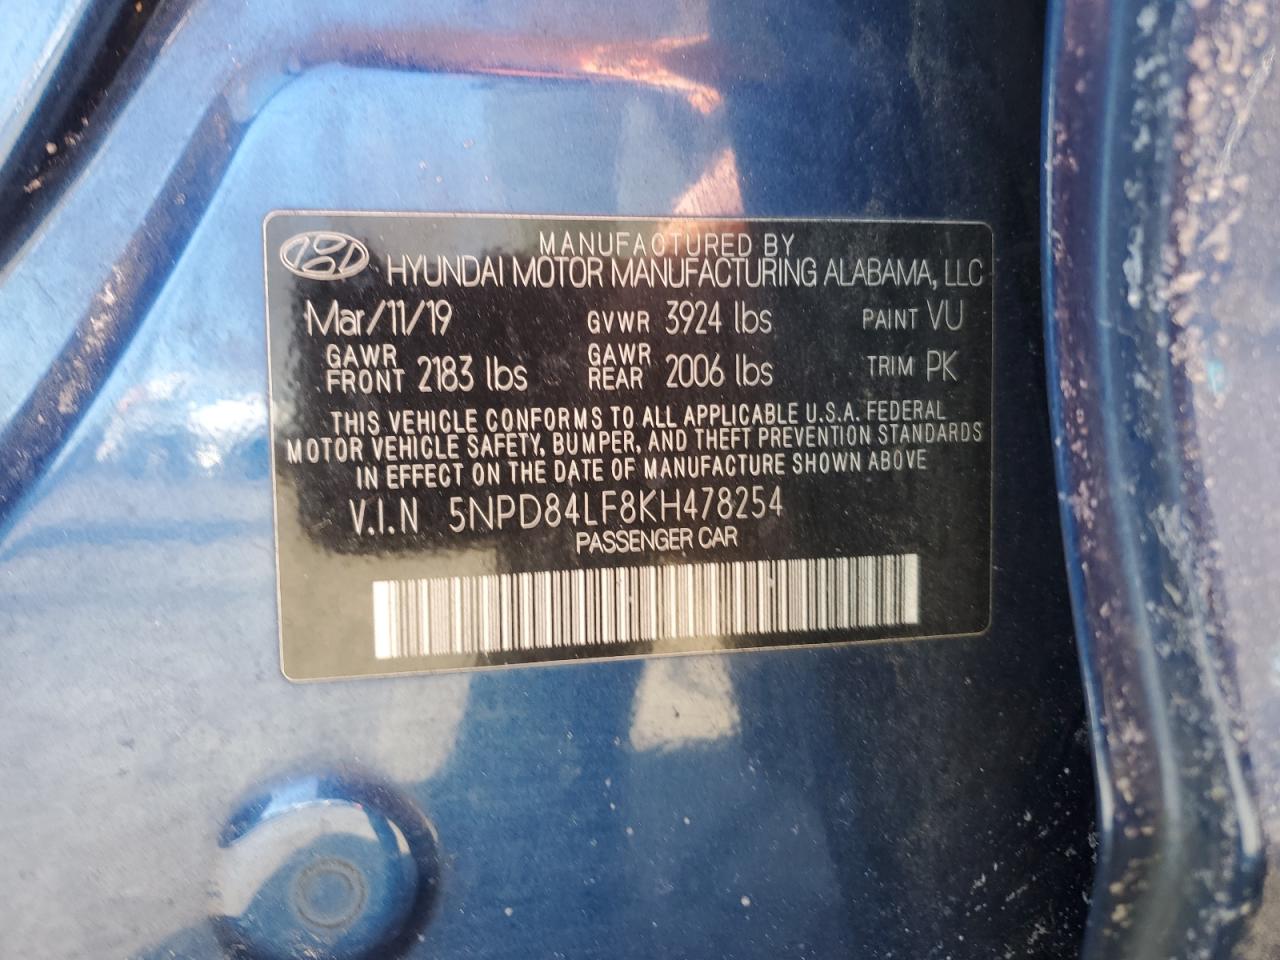 MANUFACTURED BY
HYUNDAI MOTOR MANUFACTURING ALABAMA, LLC
Mar/11/19 GVWR 3924 lbs PAINT VU
GAWR FRONT 2183 lbs GAWR REAR 2006 lbs TRIM PK
THIS VEHICLE CONFORMS TO ALL APPLICABLE U.S.A. FEDERAL
MOTOR VEHICLE SAFETY, BUMPER, AND THEFT PREVENTION STANDARDS
IN EFFECT ON THE DATE OF MANUFACTURE SHOWN ABOVE
V.I.N 5NPD84LF8KH478254
PASSENGER CAR